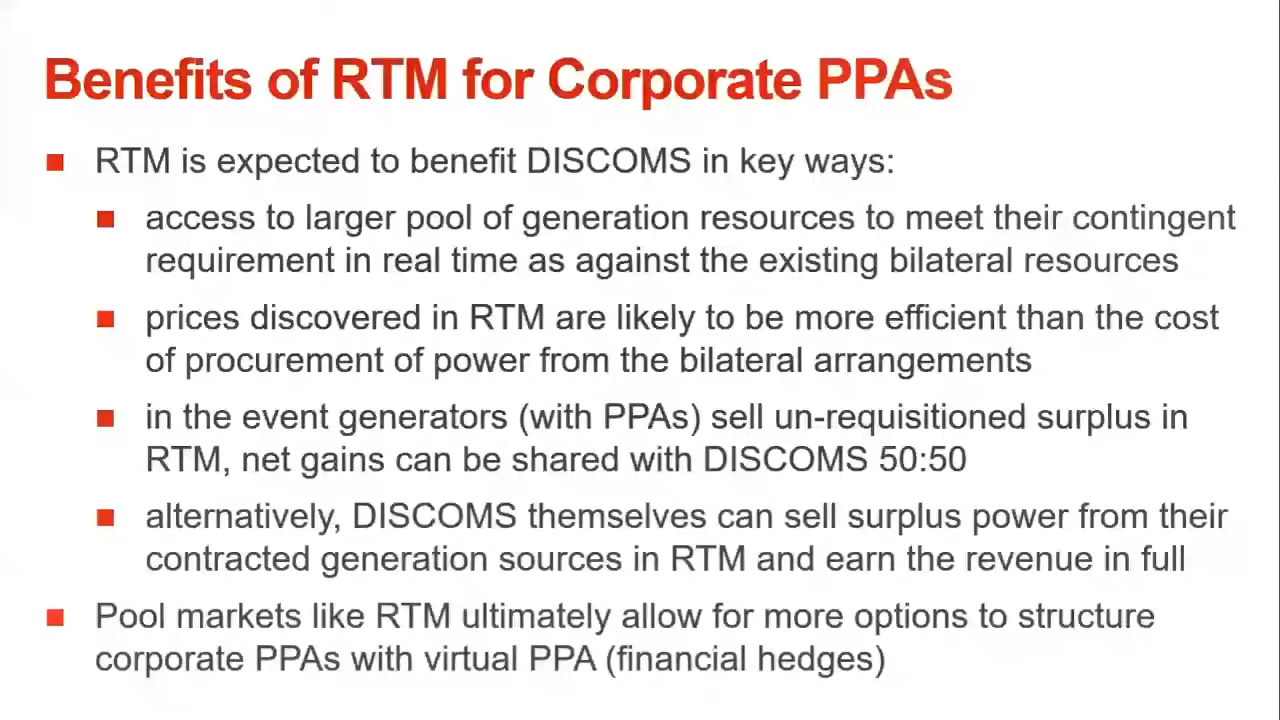 Benefits of RTM for Corporate PPAs
RTM is expected to benefit DISCOMS in key ways:
access to larger pool of generation resources to meet their contingent
requirement in real time as against the existing bilateral resources
prices discovered in RTM are likely to be more efficient than the cost
of procurement of power from the bilateral arrangements
in the event generators (with PPAs) sell un-requisitioned surplus in
RTM, net gains can be shared with DISCOMS 50:50
alternatively, DISCOMS themselves can sell surplus power from their
contracted generation sources in RTM and earn the revenue in full
Pool markets like RTM ultimately allow for more options to structure
corporate PPAs with virtual PPA (financial hedges)